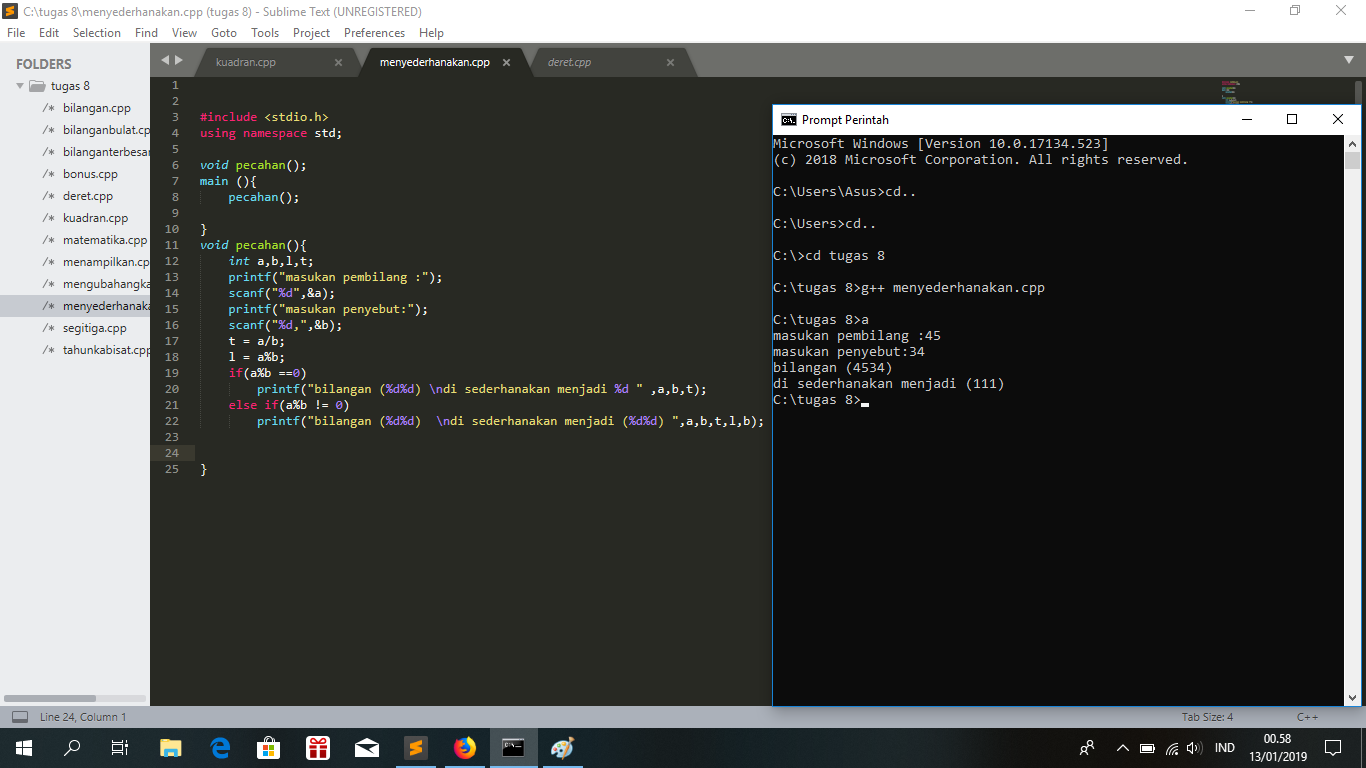 C:\tugas 8\menyederhanakan.cpp (tugas 8) - Sublime Text (UNREGISTERED)
File Edit Selection Find View Goto Tools Project Preferences Help
FOLDERS
tugas 8
/* bilangan.cpp
/* bilanganbulat.cp
/* bilanganterbesar
/* bonus.cpp
/* deret.cpp
/* kuadran.cpp
/* matematika.cpp
/* menampilkan.cp
/* mengubahangka
/* menyederhanaka
/* segitiga.cpp
/* tahunkabisat.cpp
kuadran.cpp menyederhanakan.cpp deret.cpp
1
2
3 #include <stdio.h>
4 using namespace std;
5
6 void pecahan();
7 main (){
8 pecahan();
9
10 }
11 void pecahan(){
12 int a,b,l,t;
13 printf("masukan pembilang :");
14 scanf("%d",&a);
15 printf("masukan penyebut:");
16 scanf("%d,",&b);
17 t = a/b;
18 l = a%b;
19 if(a%b ==0)
20 printf("bilangan (%d%d) \ndi sederhanakan menjadi %d " ,a,b,t);
21 else if(a%b != 0)
22 printf("bilangan (%d%d)  \ndi sederhanakan menjadi (%d%d) ",a,b,t,l,b);
23
24
25 }
Prompt Perintah
Microsoft Windows [Version 10.0.17134.523]
(c) 2018 Microsoft Corporation. All rights reserved.
C:\Users\Asus>cd..
C:\Users>cd..
C:\>cd tugas 8
C:\tugas 8>g++ menyederhanakan.cpp
C:\tugas 8>a
masukan pembilang :45
masukan penyebut:34
bilangan (4534)
di sederhanakan menjadi (111)
C:\tugas 8>
Line 24, Column 1
Tab Size: 4 C++
IND
00.58
13/01/2019